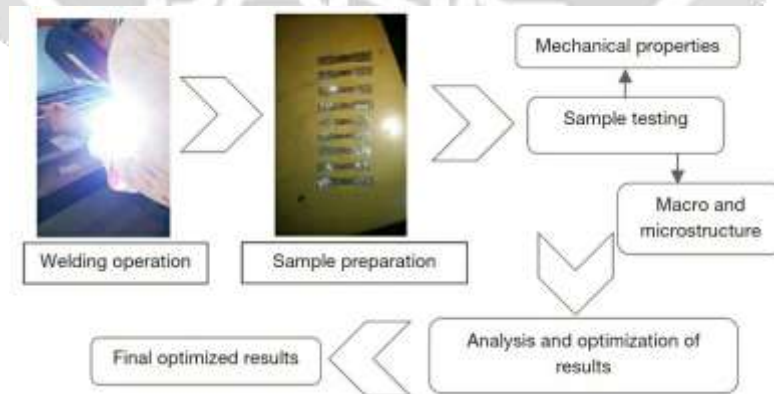 Mechanical properties
Sample testing
Macro and
microstructure
Welding operation
Sample preparation
Analysis and optimization of
results
Final optimized results